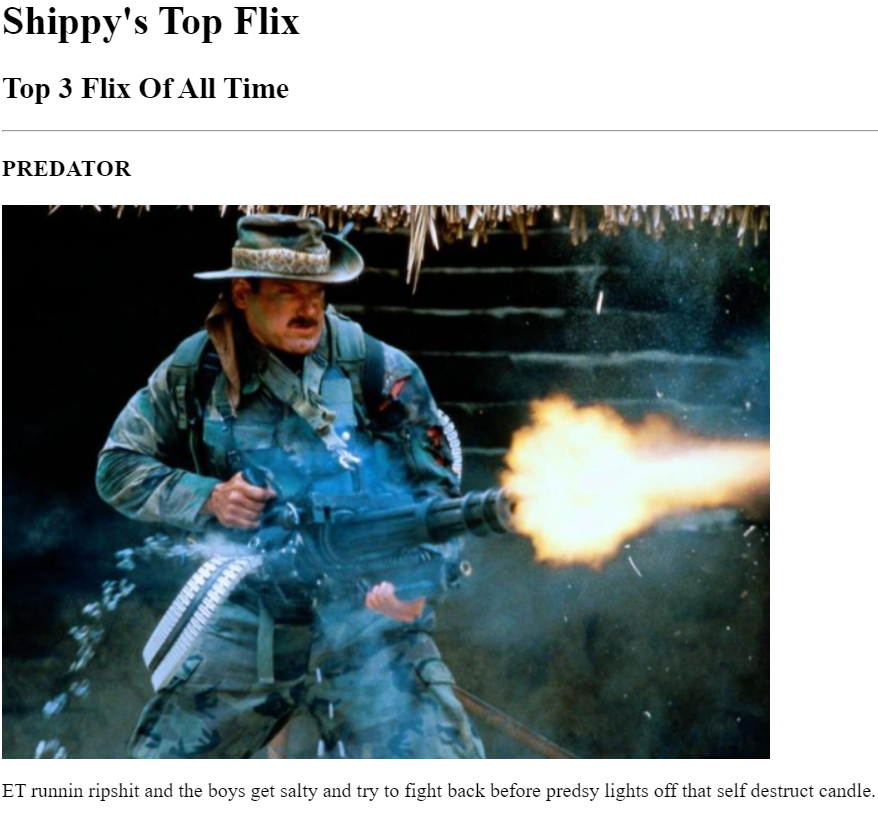 Shippy's Top Flix
Top 3 Flix Of All Time
PREDATOR
ET runnin ripshit and the boys get salty and try to fight back before predsy lights off that self destruct candle.